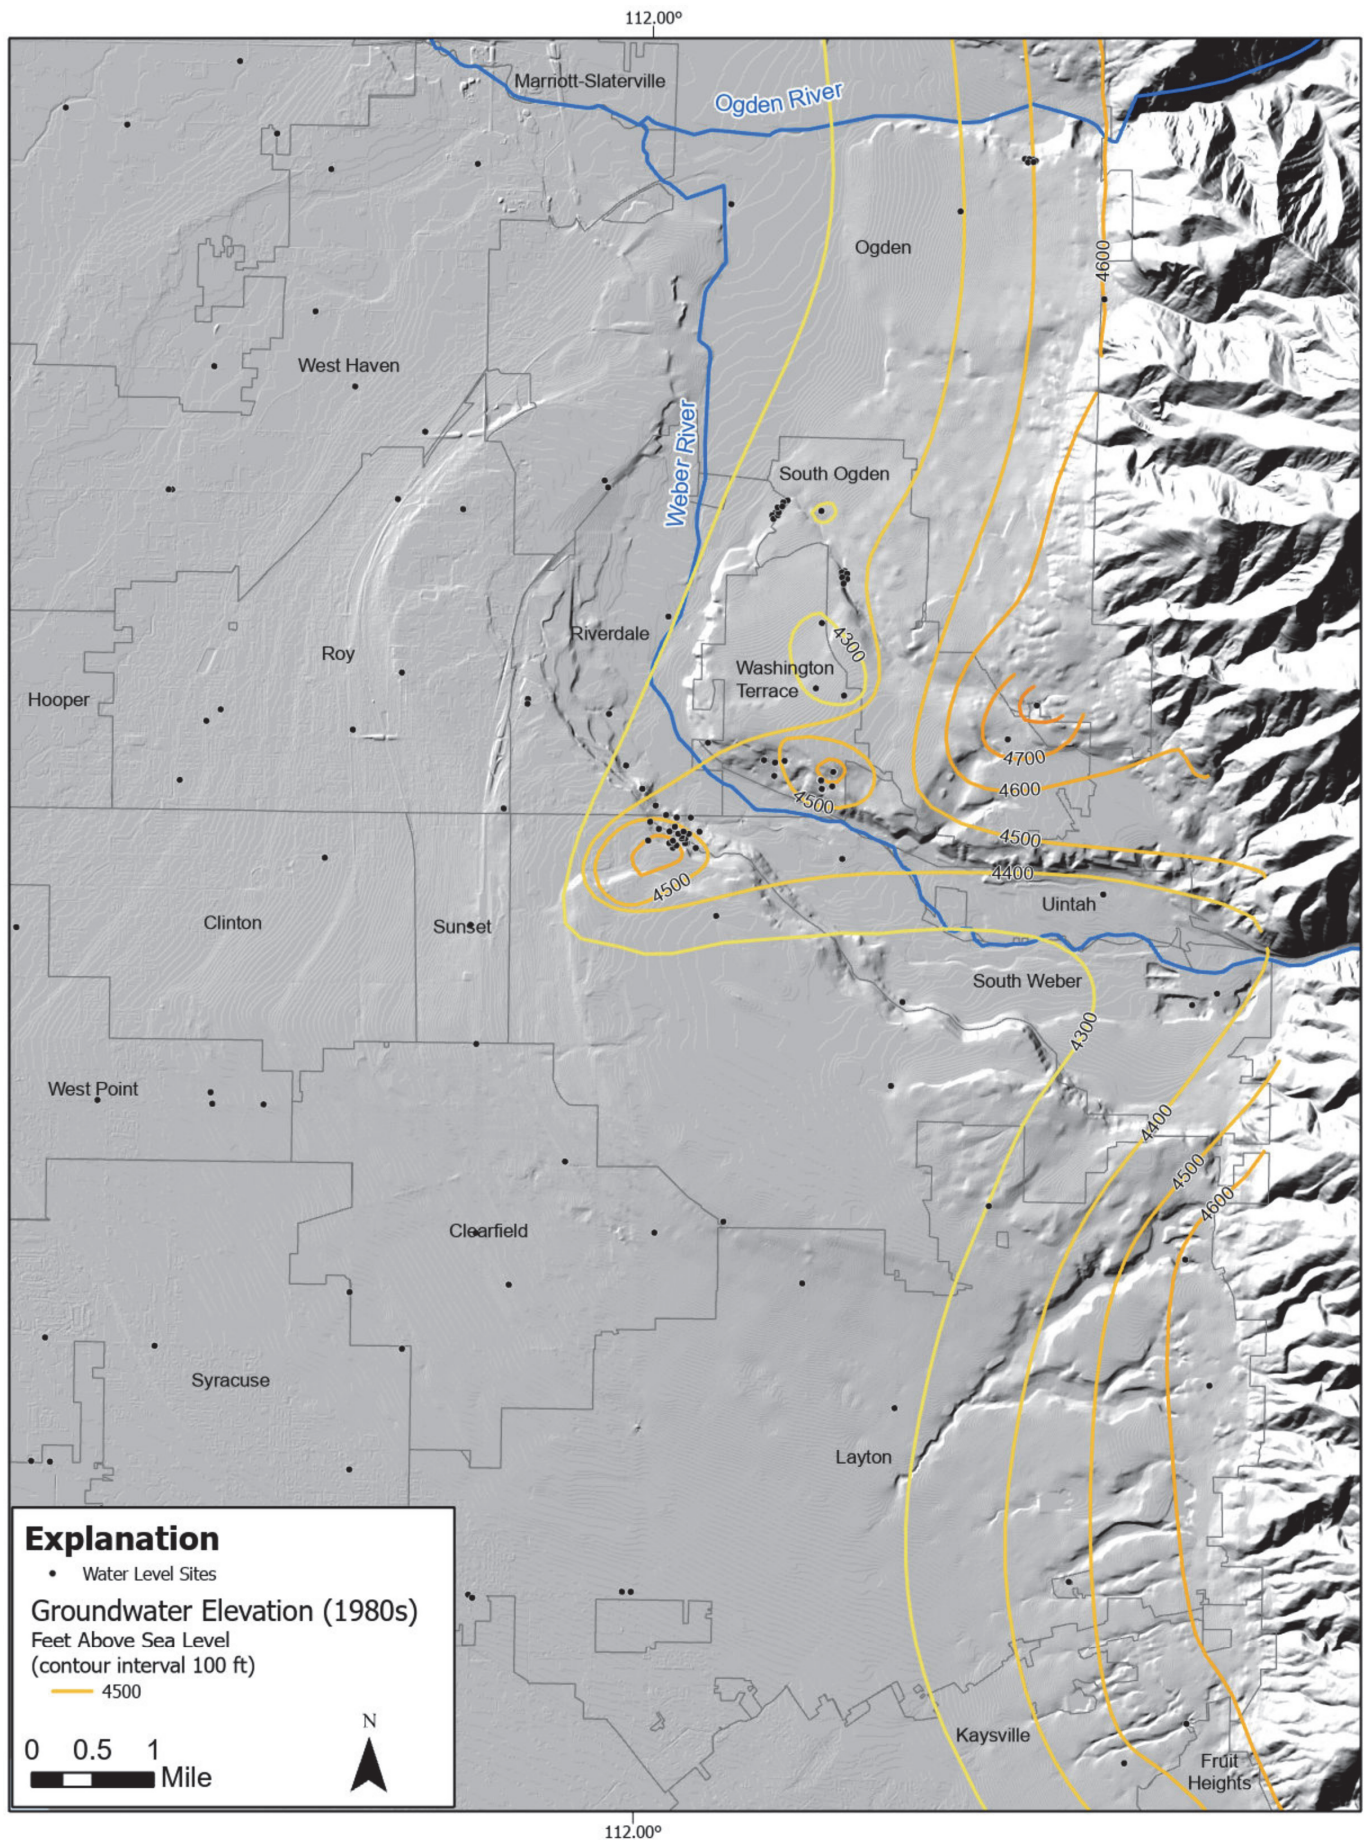 112.00°
Marriott-Slaterville
Ogden River
Ogden
4600
West Haven
Weber River
South Ogden
Riverdale
4300
Roy
Washington
Terrace
Hooper
4700
4600
4500
4500
4400
4500
Uintah
Clinton
Sunset
South Weber
4300
West Point
4400
4500
4600
Clearfield
Syracuse
Layton
Explanation
Water Level Sites
Groundwater Elevation (1980s)
Feet Above Sea Level
(contour interval 100 ft)
4500
N
0 0.5 1
Mile
Kaysville
Fruit
Heights
112.00°